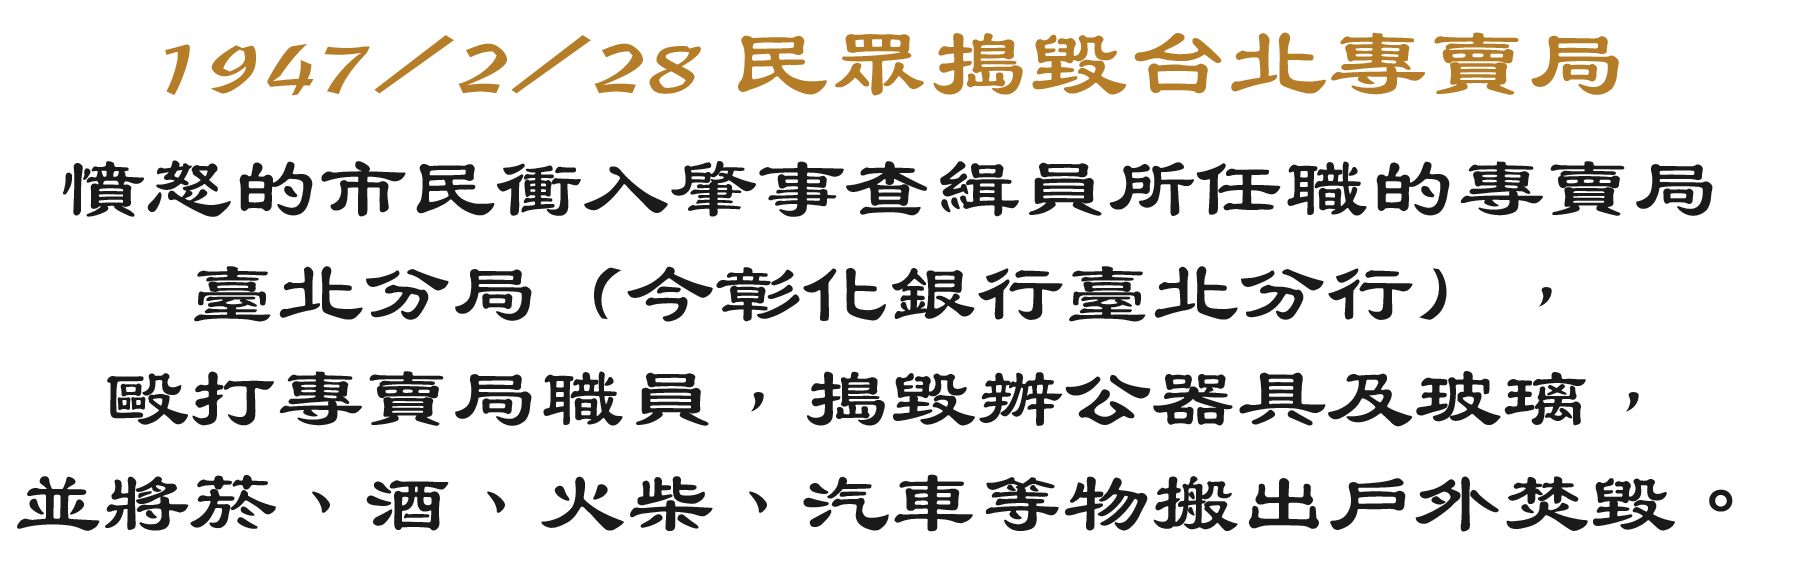 1947/2/28 民眾搗毀台北專賣局
憤怒的市民衝入肇事查緝員所任職的專賣局
臺北分局（今彰化銀行臺北分行），
毆打專賣局職員，搗毀辦公器具及玻璃，
並將菸、酒、火柴、汽車等物搬出戶外焚毀。